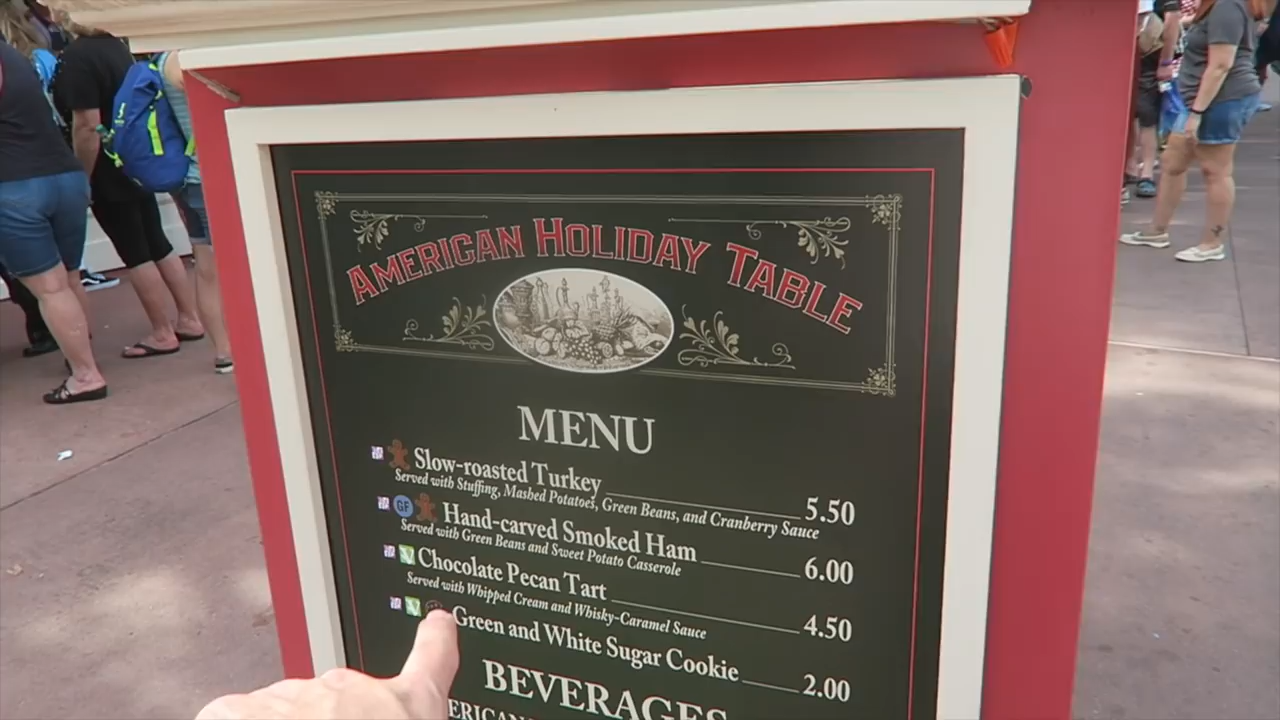 AMERICAN HOLIDAY TABLE
MENU
Slow-roasted Turkey 5.50
Served with Stuffing, Mashed Potatoes, Green Beans, and Cranberry Sauce
GF Hand-carved Smoked Ham 6.00
Served with Green Beans and Sweet Potato Casserole
V Chocolate Pecan Tart 4.50
Served with Whipped Cream and Whisky-Caramel Sauce
V Green and White Sugar Cookie 2.00
BEVERAGES